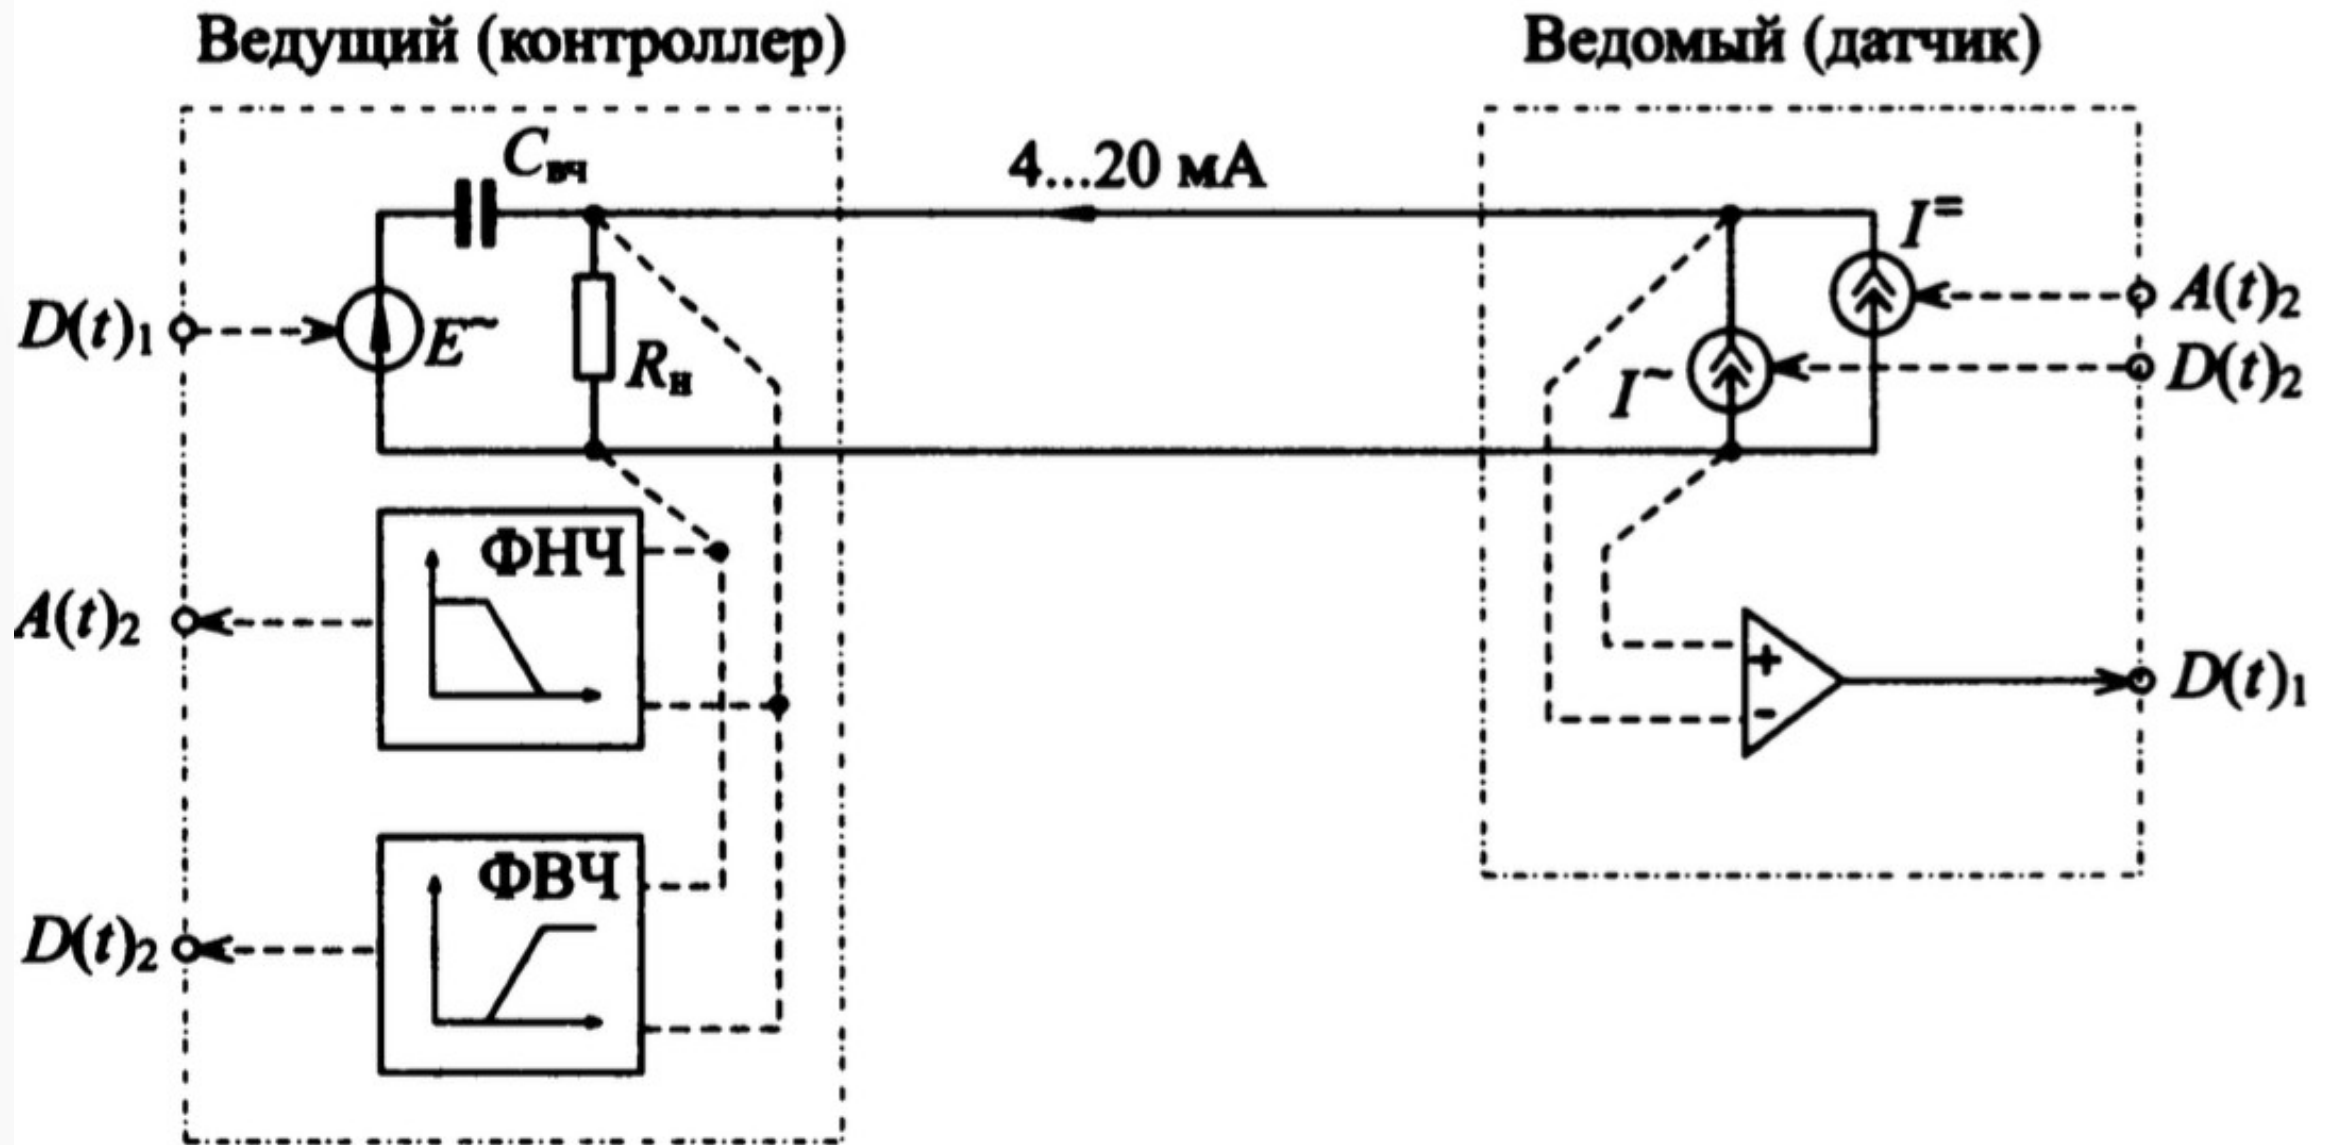 Ведущий (контроллер)
Ведомый (датчик)
Cвч
4...20 мА
I=
D(t)1
E~
Rн
I~
A(t)2
D(t)2
ФНЧ
A(t)2
+
-
D(t)1
ФВЧ
D(t)2